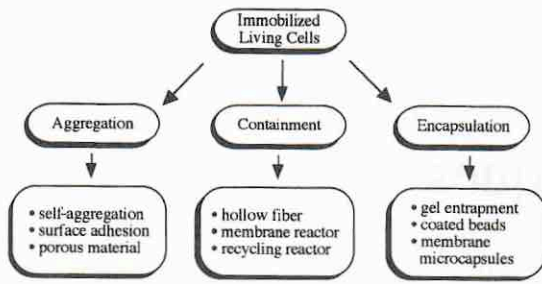 Immobilized
Living Cells
Aggregation
Containment
Encapsulation
• self-aggregation
• surface adhesion
• porous material
• hollow fiber
• membrane reactor
• recycling reactor
• gel entrapment
• coated beads
• membrane
microcapsules